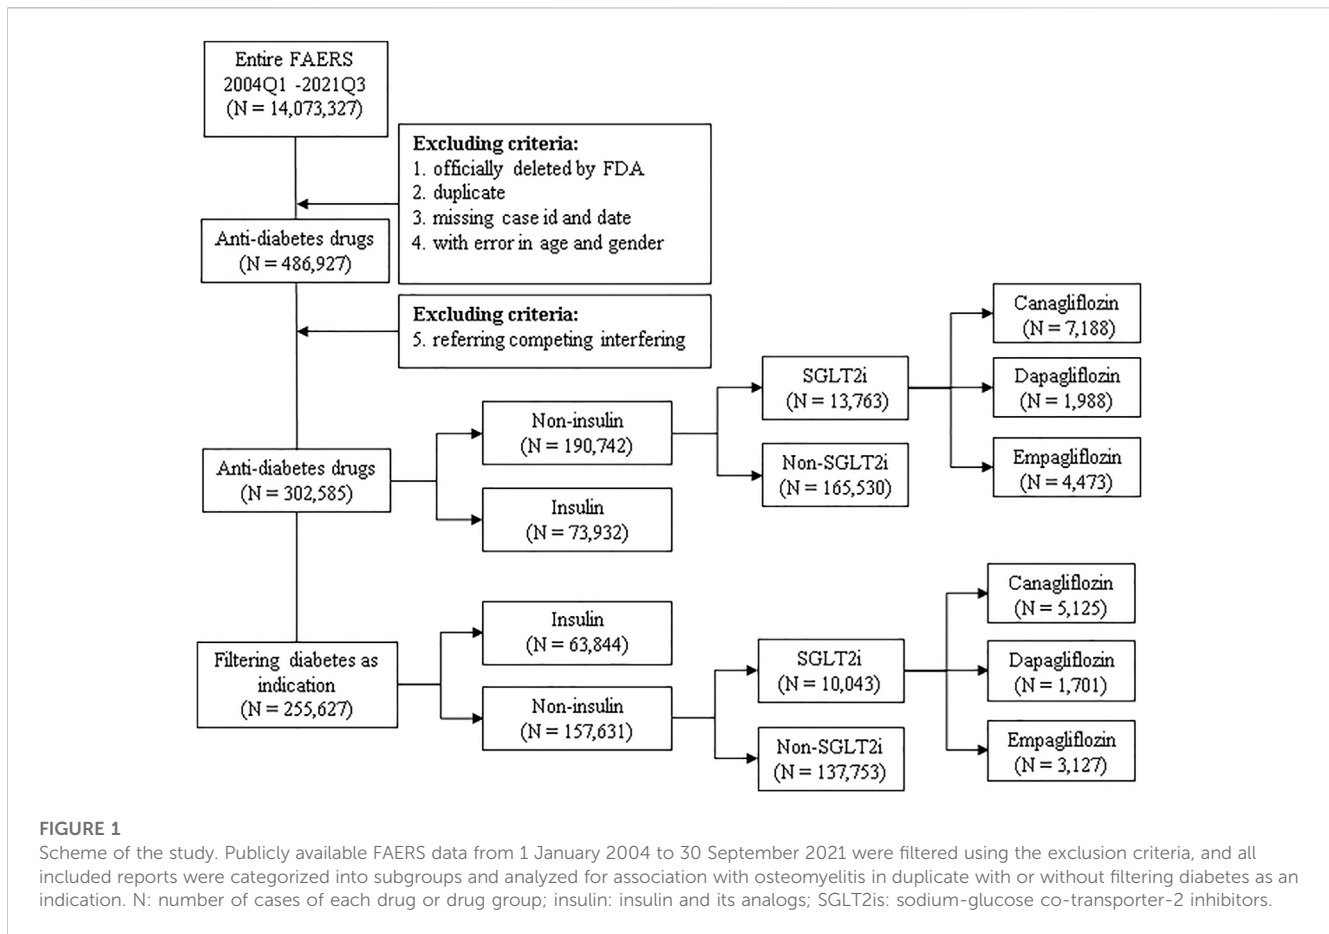 Entire FAERS
2004Q1 -2021Q3
(N = 14,073,327)
Excluding criteria:
1. officially deleted by FDA
2. duplicate
3. missing case id and date
4. with error in age and gender
Anti-diabetes drugs
(N = 486,927)
Excluding criteria:
5. referring competing interfering
Anti-diabetes drugs
(N = 302,585)
Non-insulin
(N = 190,742)
Insulin
(N = 73,932)
SGLT2i
(N = 13,763)
Non-SGLT2i
(N = 165,530)
Canagliflozin
(N = 7,188)
Dapagliflozin
(N = 1,988)
Empagliflozin
(N = 4,473)
Filtering diabetes as
indication
(N = 255,627)
Insulin
(N = 63,844)
Non-insulin
(N = 157,631)
SGLT2i
(N = 10,043)
Non-SGLT2i
(N = 137,753)
Canagliflozin
(N = 5,125)
Dapagliflozin
(N = 1,701)
Empagliflozin
(N = 3,127)
FIGURE 1
Scheme of the study. Publicly available FAERS data from 1 January 2004 to 30 September 2021 were filtered using the exclusion criteria, and all
included reports were categorized into subgroups and analyzed for association with osteomyelitis in duplicate with or without filtering diabetes as an
indication. N: number of cases of each drug or drug group; insulin: insulin and its analogs; SGLT2is: sodium-glucose co-transporter-2 inhibitors.